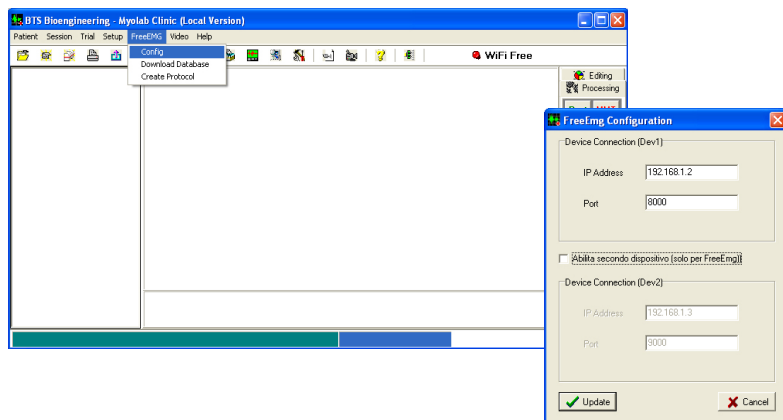 BTS Bioengineering - Myolab Clinic (Local Version)
Patient Session Trial Setup FreeEMG Video Help
Config
Download Database
Create Protocol
WiFi Free
Editing
Processing
FreeEmg Configuration
Device Connection (Dev1)
IP Address 192.168.1.2
Port 8000
Abilita secondo dispositivo (solo per FreeEmg)
Device Connection (Dev2)
IP Address 192.168.1.3
Port 9000
Update Cancel